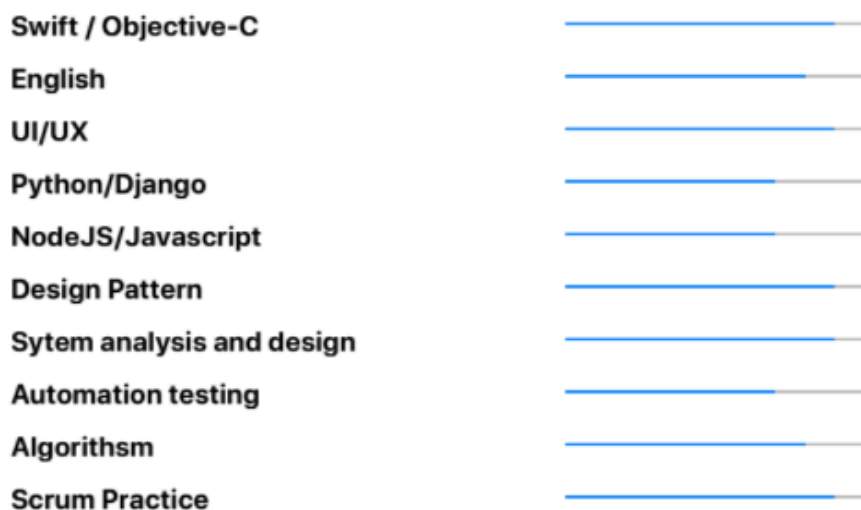 Swift / Objective-C
English
UI/UX
Python/Django
NodeJS/Javascript
Design Pattern
Sytem analysis and design
Automation testing
Algorithsm
Scrum Practice